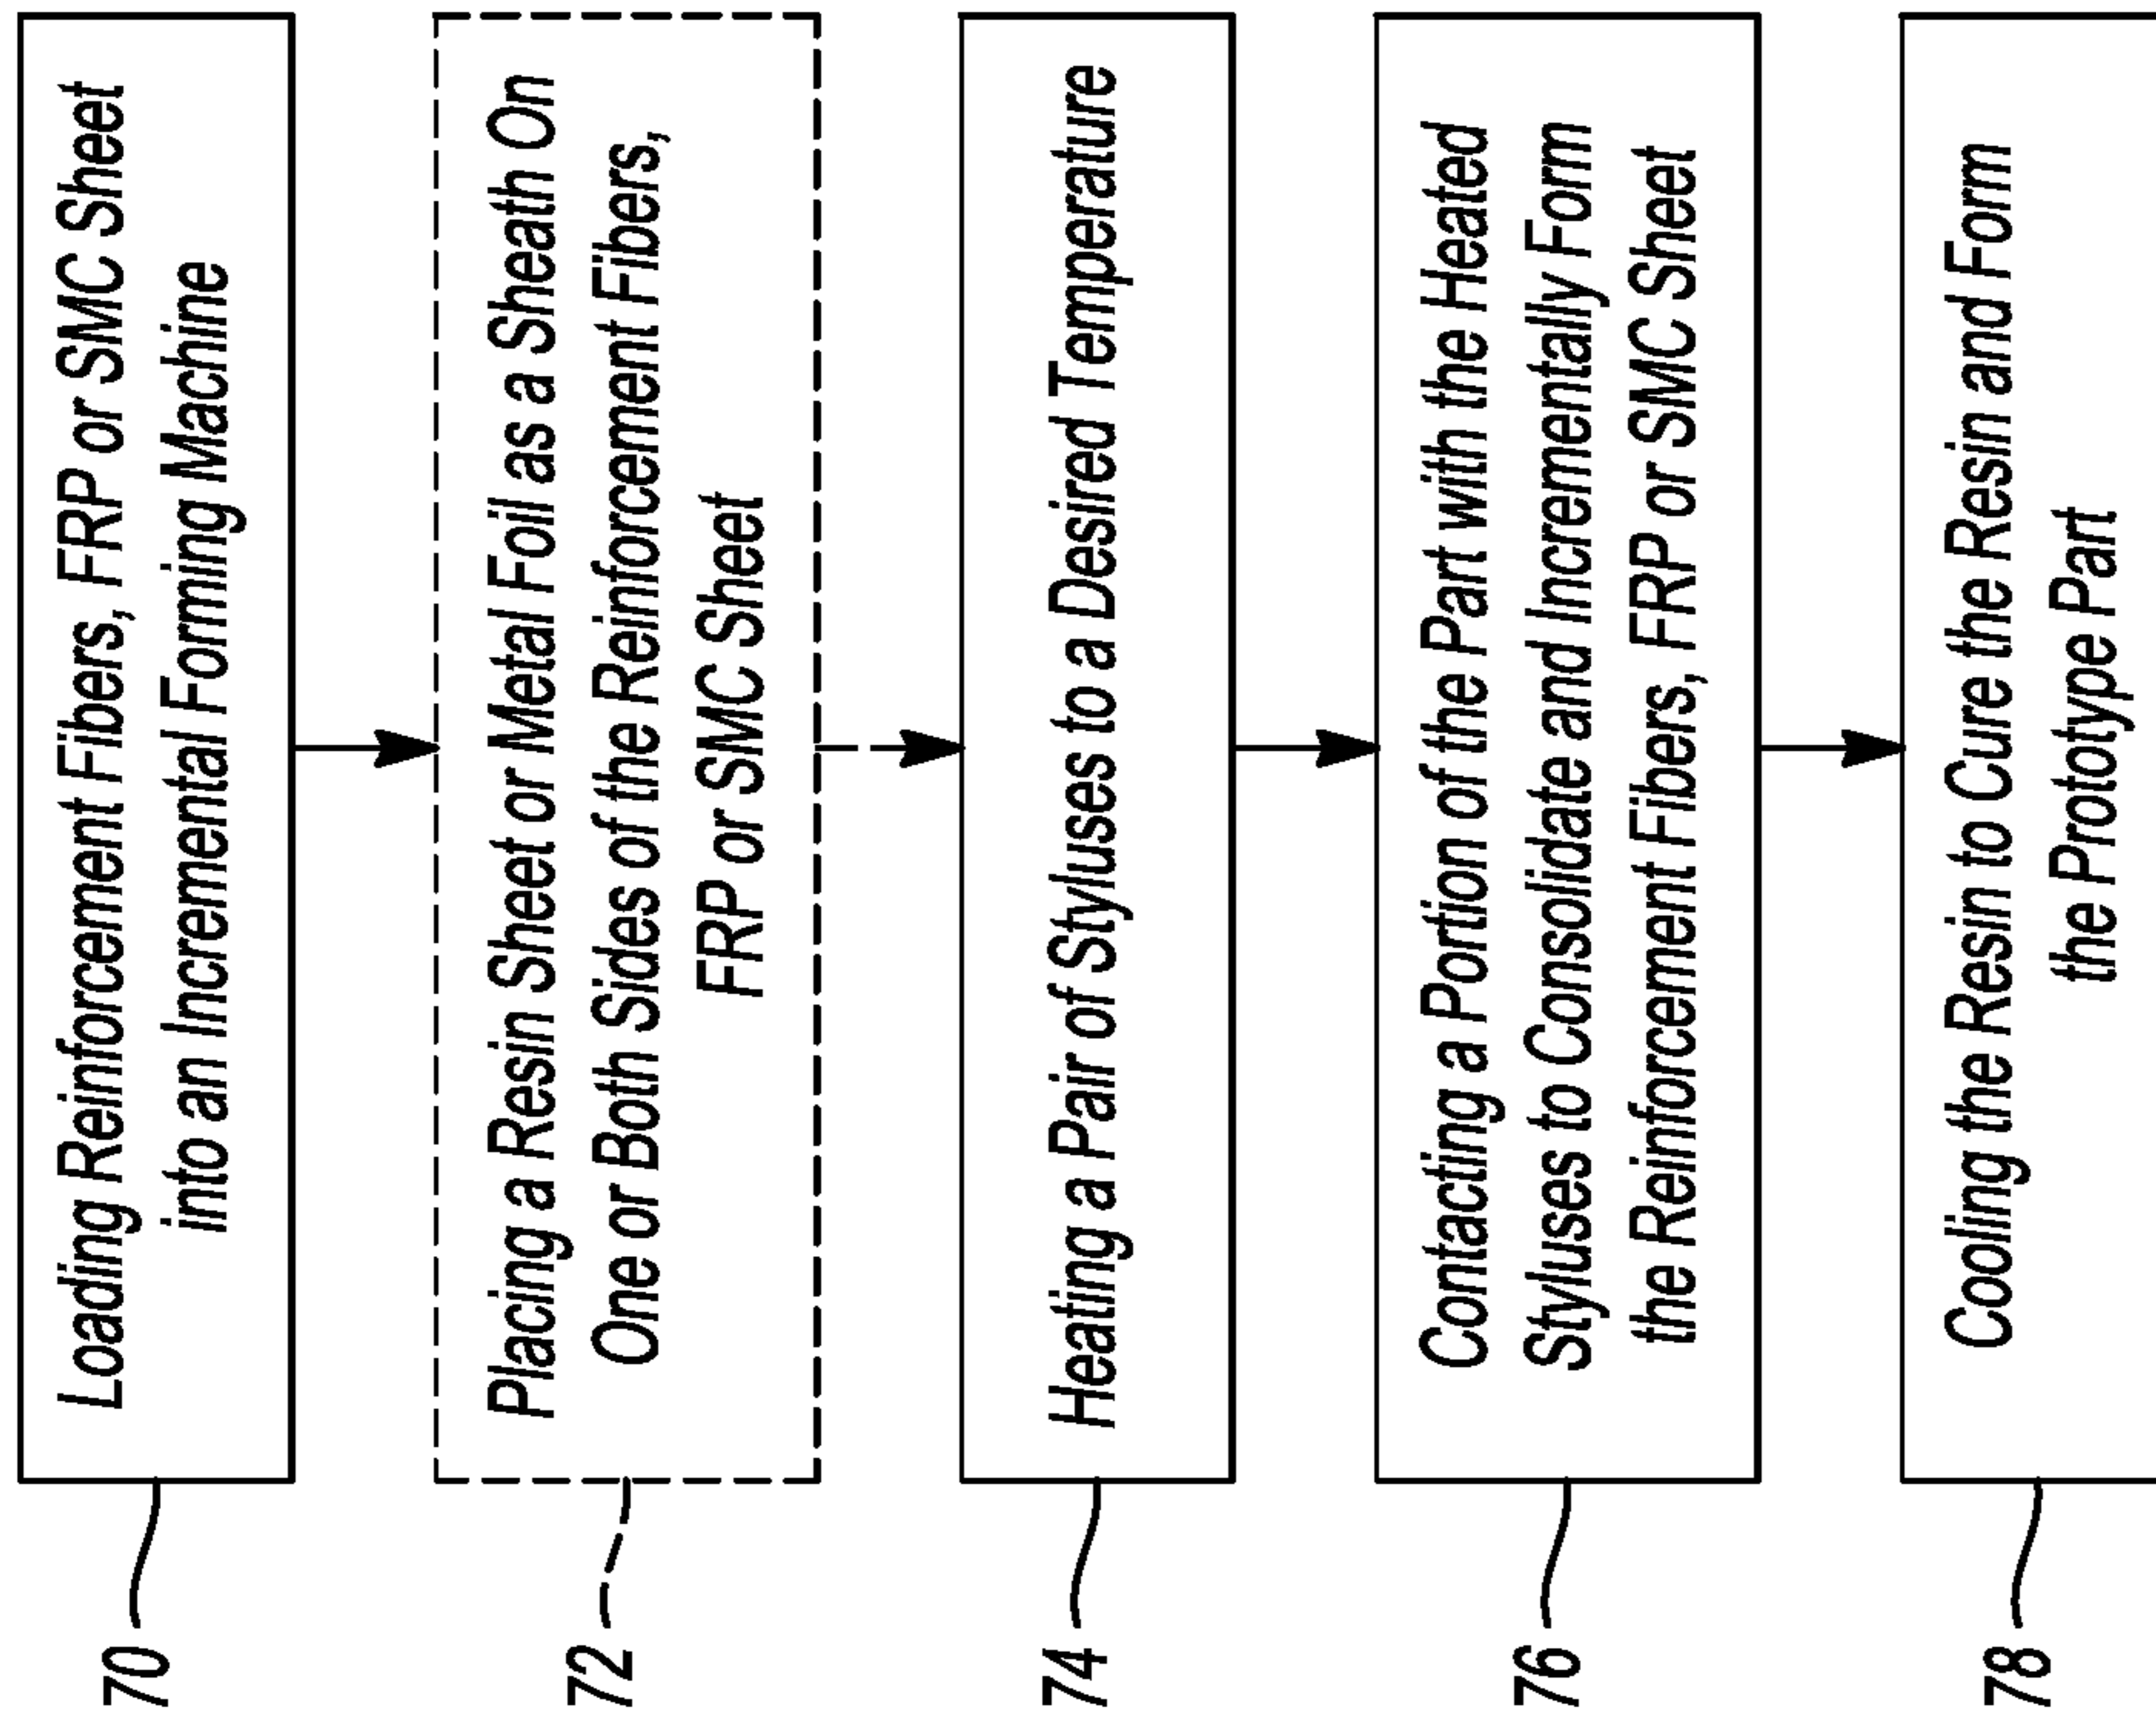 70
Loading Reinforcement Fibers, FRP or SMC Sheet
into an Incremental Forming Machine
72
Placing a Resin Sheet or Metal Foil as a Sheath On
One or Both Sides of the Reinforcement Fibers,
FRP or SMC Sheet
74
Heating a Pair of Styluses to a Desired Temperature
76
Contacting a Portion of the Part with the Heated
Styluses to Consolidate and Incrementally Form
the Reinforcement Fibers, FRP or SMC Sheet
78
Cooling the Resin to Cure the Resin and Form
the Prototype Part